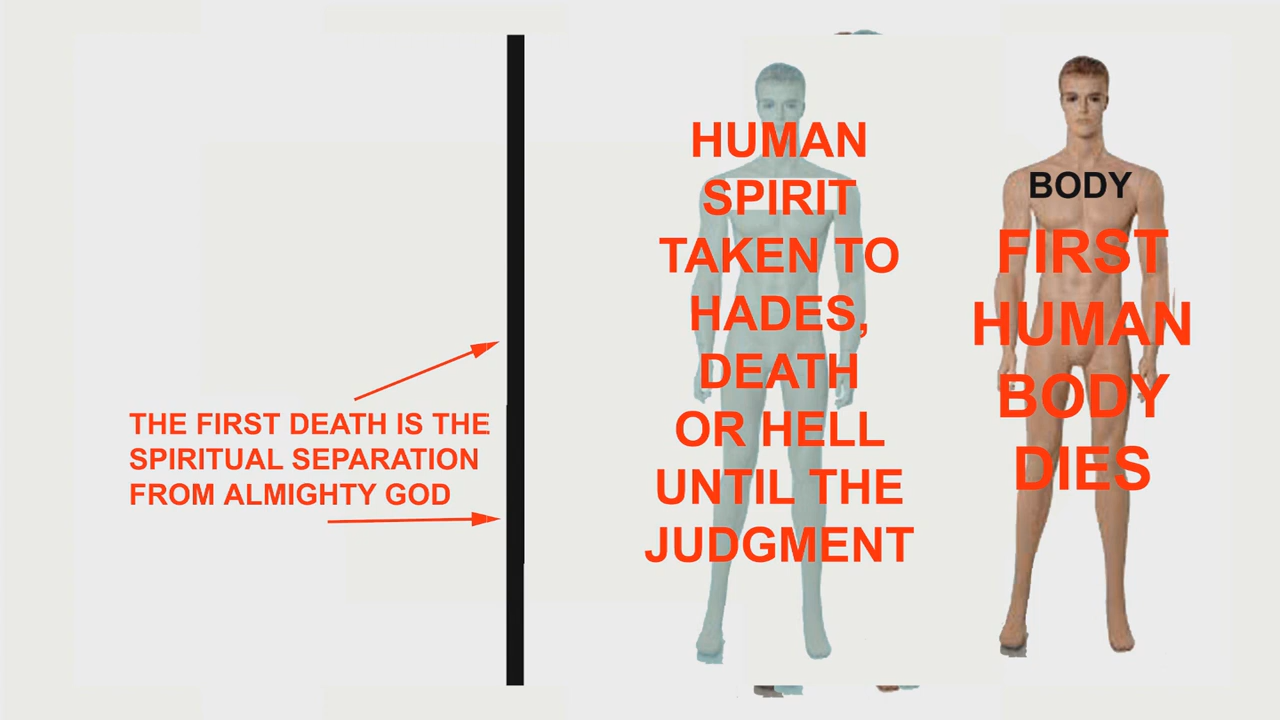 THE FIRST DEATH IS THE
SPIRITUAL SEPARATION
FROM ALMIGHTY GOD
HUMAN
SPIRIT
TAKEN TO
HADES,
DEATH
OR HELL
UNTIL THE
JUDGMENT
BODY
FIRST
HUMAN
BODY
DIES